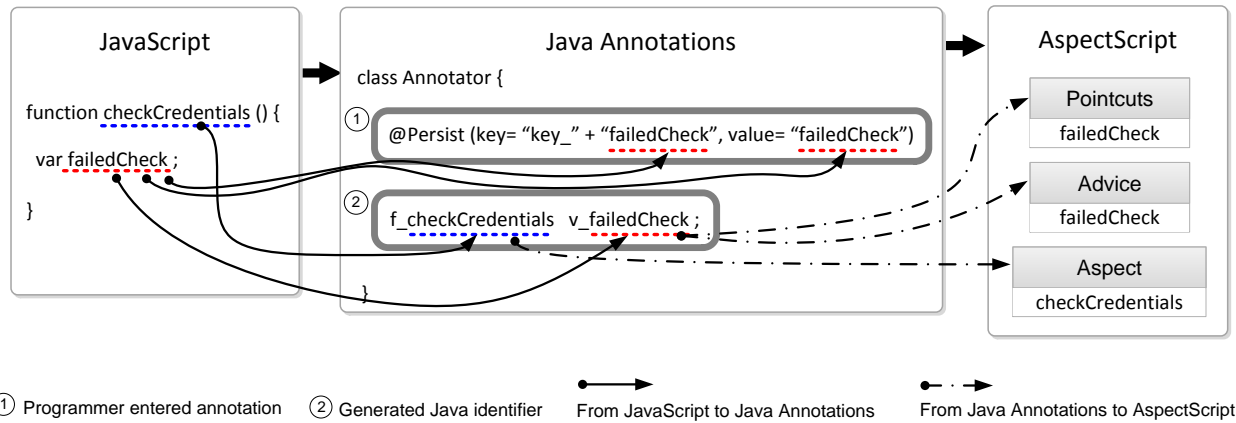 JavaScript
function checkCredentials () {
var failedCheck ;
}
Java Annotations
class Annotator {
1
@Persist (key= “key_” + “failedCheck”, value= “failedCheck”)
2
f_checkCredentials v_failedCheck ;
}
AspectScript
Pointcuts
failedCheck
Advice
failedCheck
Aspect
checkCredentials
1 Programmer entered annotation
2 Generated Java identifier
From JavaScript to Java Annotations
From Java Annotations to AspectScript